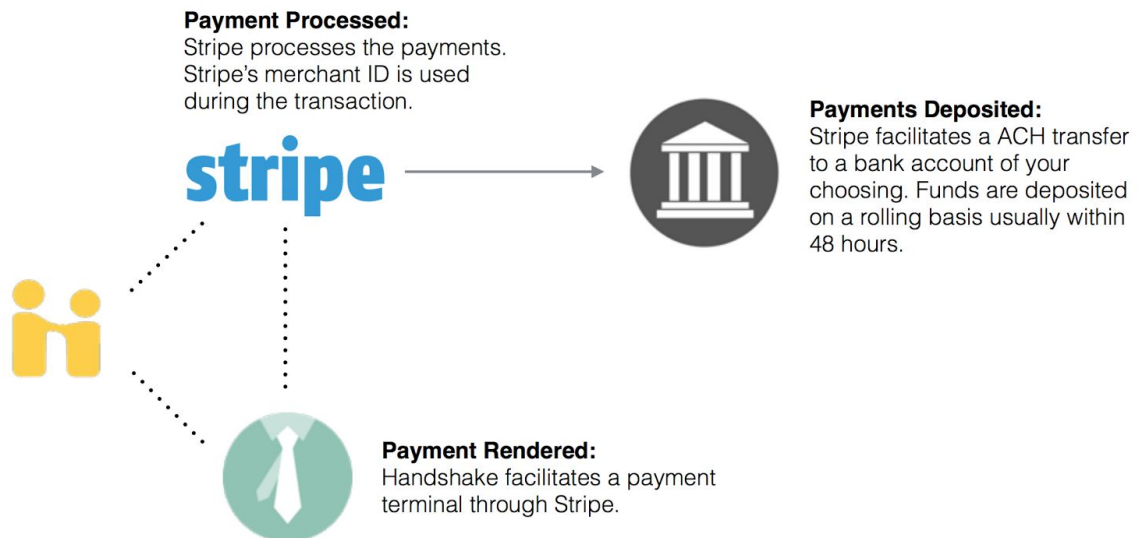 Payment Processed:
Stripe processes the payments.
Stripe's merchant ID is used
during the transaction.
stripe
Payments Deposited:
Stripe facilitates a ACH transfer
to a bank account of your
choosing. Funds are deposited
on a rolling basis usually within
48 hours.
Payment Rendered:
Handshake facilitates a payment
terminal through Stripe.